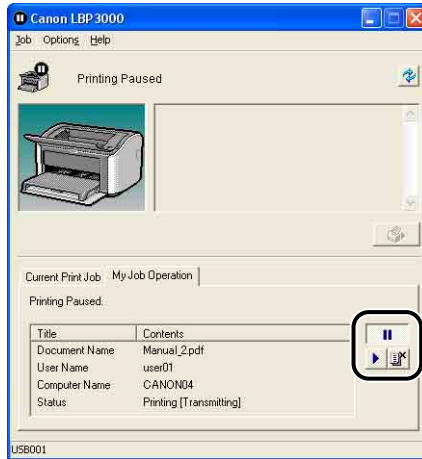 Canon LBP3000
Job Options Help
Printing Paused
Current Print Job My Job Operation
Printing Paused.
Title Contents
Document Name Manual_2.pdf
User Name user01
Computer Name CANON04
Status Printing [Transmitting]
USB001